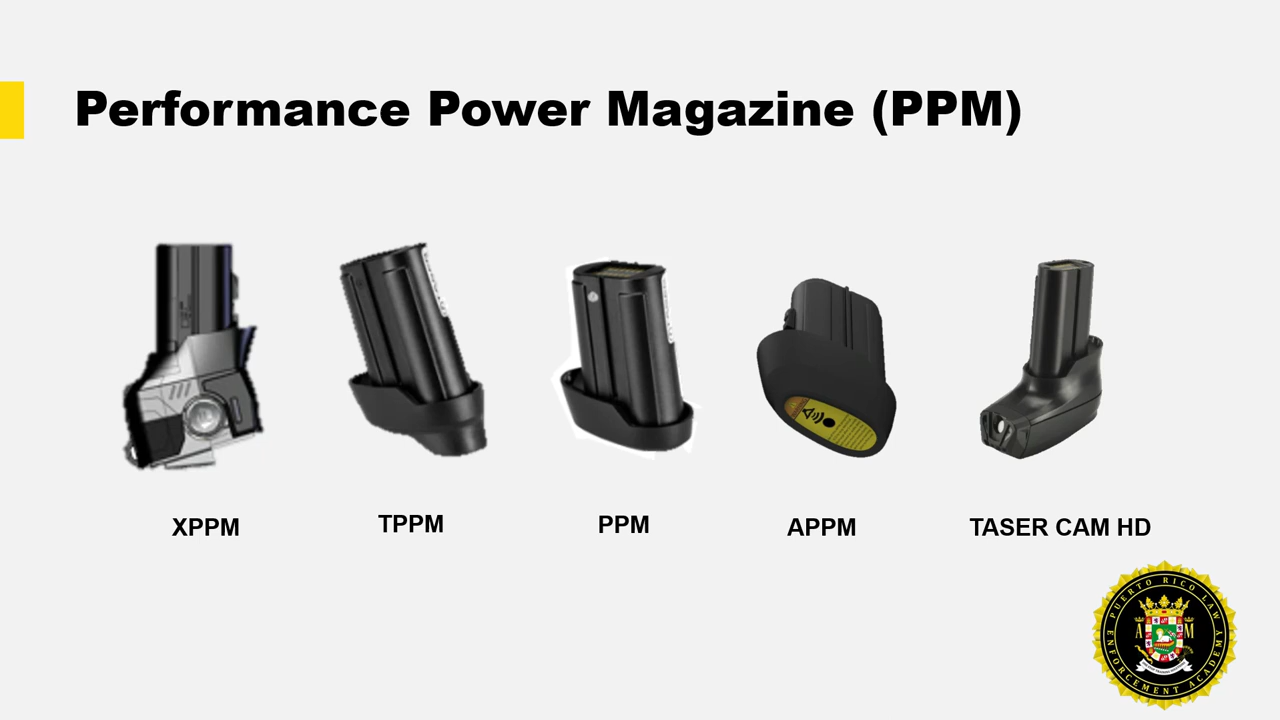 Performance Power Magazine (PPM)
XPPM
TPPM
PPM
APPM
TASER CAM HD
PUERTO RICO LAW
ENFORCEMENT ACADEMY
A M